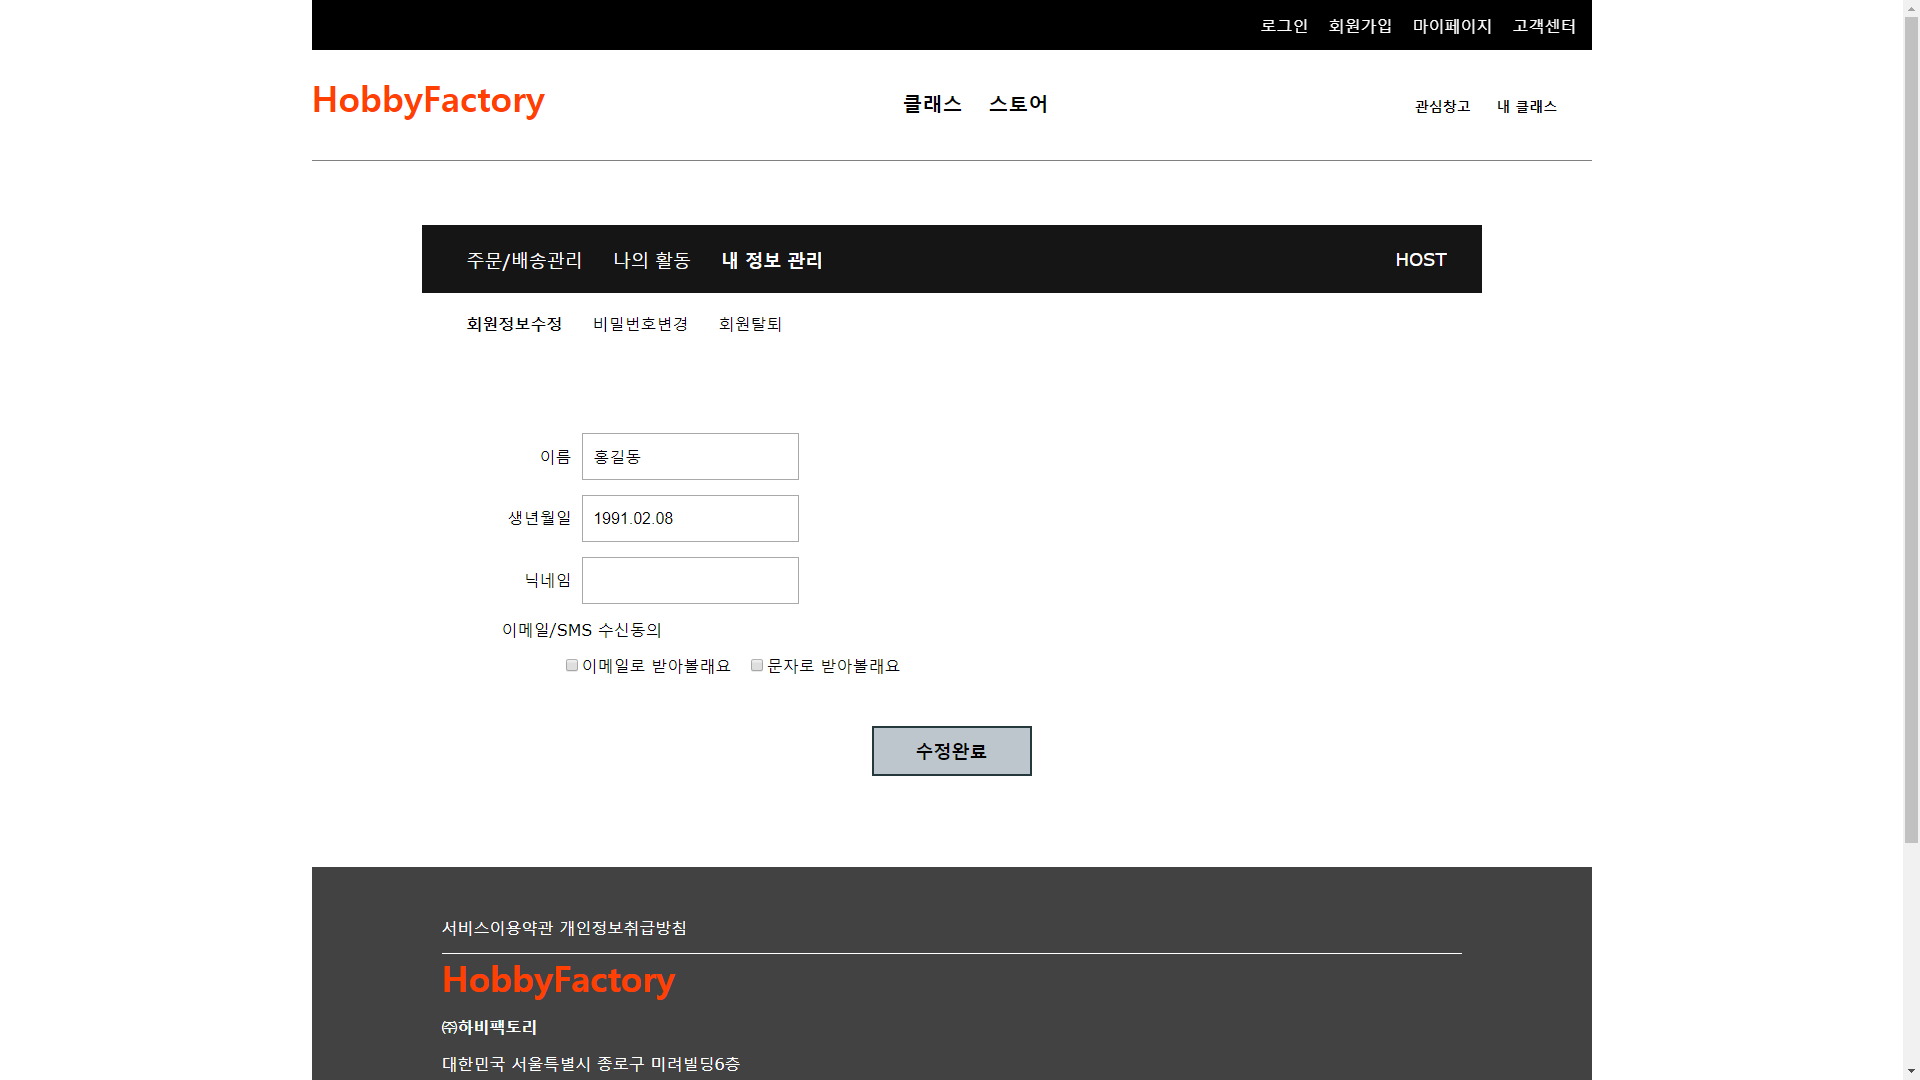 로그인 회원가입 마이페이지 고객센터
HobbyFactory 클래스 스토어 관심창고 내 클래스
주문/배송관리 나의 활동 내 정보 관리 HOST
회원정보수정 비밀번호변경 회원탈퇴
이름 홍길동
생년월일 1991.02.08
닉네임
이메일/SMS 수신동의
이메일로 받아볼래요 문자로 받아볼래요
수정완료
서비스이용약관 개인정보취급방침
HobbyFactory
㈜하비팩토리
대한민국 서울특별시 종로구 미려빌딩6층